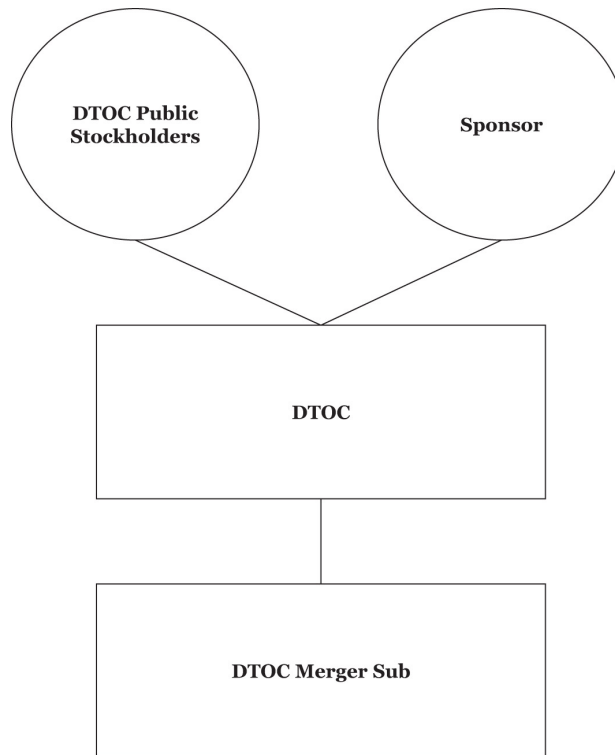 DTOC Public
Stockholders
Sponsor
DTOC
DTOC Merger Sub